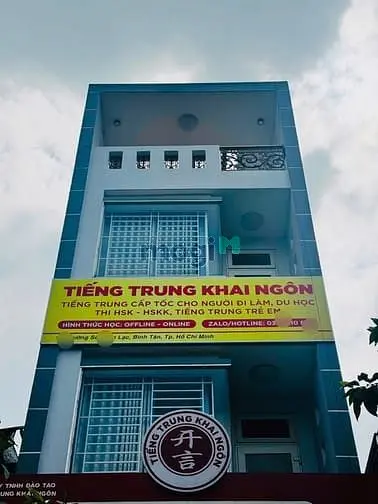 TIẾNG TRUNG KHAI NGÔN
TIẾNG TRUNG CẤP TỐC CHO NGƯỜI ĐI LÀM, DU HỌC
THI HSK - HSKK, TIẾNG TRUNG TRẺ EM
HÌNH THỨC HỌC: OFFLINE - ONLINE
ZALO/HOTLINE:
Lạc, Bình Tân, Tp. Hồ Chí Minh
TIẾNG TRUNG KHAI NGÔN
开言
Y TNHH ĐÀO TẠO
UNG KHAI NGÔN